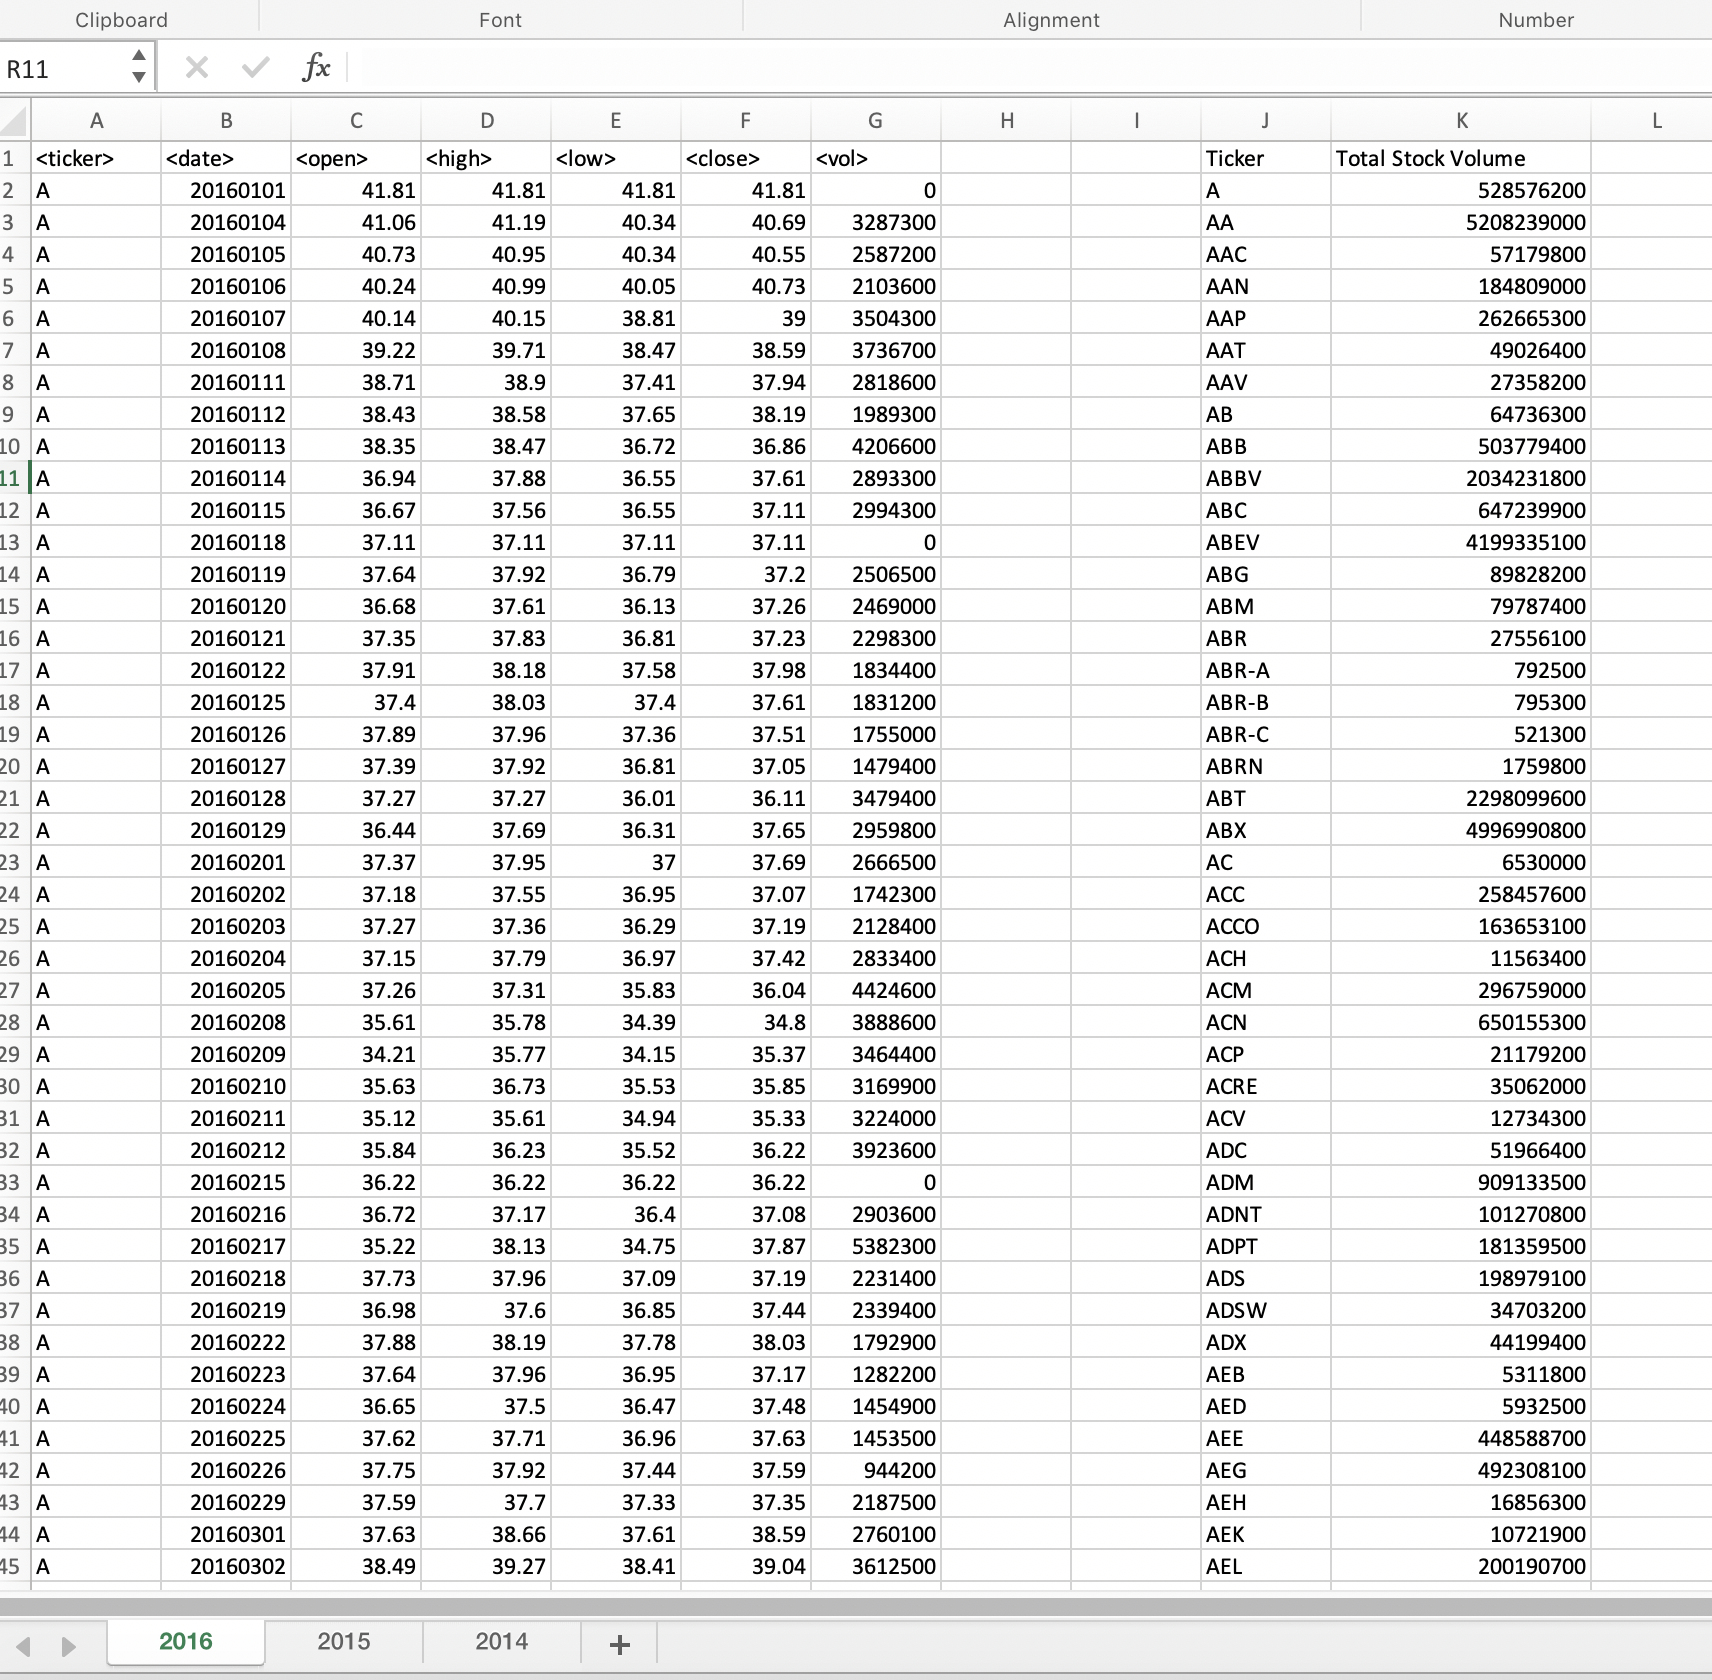 Clipboard Font Alignment Number
R11 fx
A B C D E F G H I J K L
1 <ticker> <date> <open> <high> <low> <close> <vol> Ticker Total Stock Volume
2 A 20160101 41.81 41.81 41.81 41.81 0 A 528576200
3 A 20160104 41.06 41.19 40.34 40.69 3287300 AA 5208239000
4 A 20160105 40.73 40.95 40.34 40.55 2587200 AAC 57179800
5 A 20160106 40.24 40.99 40.05 40.73 2103600 AAN 184809000
6 A 20160107 40.14 40.15 38.81 39 3504300 AAP 262665300
7 A 20160108 39.22 39.71 38.47 38.59 3736700 AAT 49026400
8 A 20160111 38.71 38.9 37.41 37.94 2818600 AAV 27358200
9 A 20160112 38.43 38.58 37.65 38.19 1989300 AB 64736300
10 A 20160113 38.35 38.47 36.72 36.86 4206600 ABB 503779400
11 A 20160114 36.94 37.88 36.55 37.61 2893300 ABBV 2034231800
12 A 20160115 36.67 37.56 36.55 37.11 2994300 ABC 647239900
13 A 20160118 37.11 37.11 37.11 37.11 0 ABEV 4199335100
14 A 20160119 37.64 37.92 36.79 37.2 2506500 ABG 89828200
15 A 20160120 36.68 37.61 36.13 37.26 2469000 ABM 79787400
16 A 20160121 37.35 37.83 36.81 37.23 2298300 ABR 27556100
17 A 20160122 37.91 38.18 37.58 37.98 1834400 ABR-A 792500
18 A 20160125 37.4 38.03 37.4 37.61 1831200 ABR-B 795300
19 A 20160126 37.89 37.96 37.36 37.51 1755000 ABR-C 521300
20 A 20160127 37.39 37.92 36.81 37.05 1479400 ABRN 1759800
21 A 20160128 37.27 37.27 36.01 36.11 3479400 ABT 2298099600
22 A 20160129 36.44 37.69 36.31 37.65 2959800 ABX 4996990800
23 A 20160201 37.37 37.95 37 37.69 2666500 AC 6530000
24 A 20160202 37.18 37.55 36.95 37.07 1742300 ACC 258457600
25 A 20160203 37.27 37.36 36.29 37.19 2128400 ACCO 163653100
26 A 20160204 37.15 37.79 36.97 37.42 2833400 ACH 11563400
27 A 20160205 37.26 37.31 35.83 36.04 4424600 ACM 296759000
28 A 20160208 35.61 35.78 34.39 34.8 3888600 ACN 650155300
29 A 20160209 34.21 35.77 34.15 35.37 3464400 ACP 21179200
30 A 20160210 35.63 36.73 35.53 35.85 3169900 ACRE 35062000
31 A 20160211 35.12 35.61 34.94 35.33 3224000 ACV 12734300
32 A 20160212 35.84 36.23 35.52 36.22 3923600 ADC 51966400
33 A 20160215 36.22 36.22 36.22 36.22 0 ADM 909133500
34 A 20160216 36.72 37.17 36.4 37.08 2903600 ADNT 101270800
35 A 20160217 35.22 38.13 34.75 37.87 5382300 ADPT 181359500
36 A 20160218 37.73 37.96 37.09 37.19 2231400 ADS 198979100
37 A 20160219 36.98 37.6 36.85 37.44 2339400 ADSW 34703200
38 A 20160222 37.88 38.19 37.78 38.03 1792900 ADX 44199400
39 A 20160223 37.64 37.96 36.95 37.17 1282200 AEB 5311800
40 A 20160224 36.65 37.5 36.47 37.48 1454900 AED 5932500
41 A 20160225 37.62 37.71 36.96 37.63 1453500 AEE 448588700
42 A 20160226 37.75 37.92 37.44 37.59 944200 AEG 492308100
43 A 20160229 37.59 37.7 37.33 37.35 2187500 AEH 16856300
44 A 20160301 37.63 38.66 37.61 38.59 2760100 AEK 10721900
45 A 20160302 38.49 39.27 38.41 39.04 3612500 AEL 200190700
2016 2015 2014 +